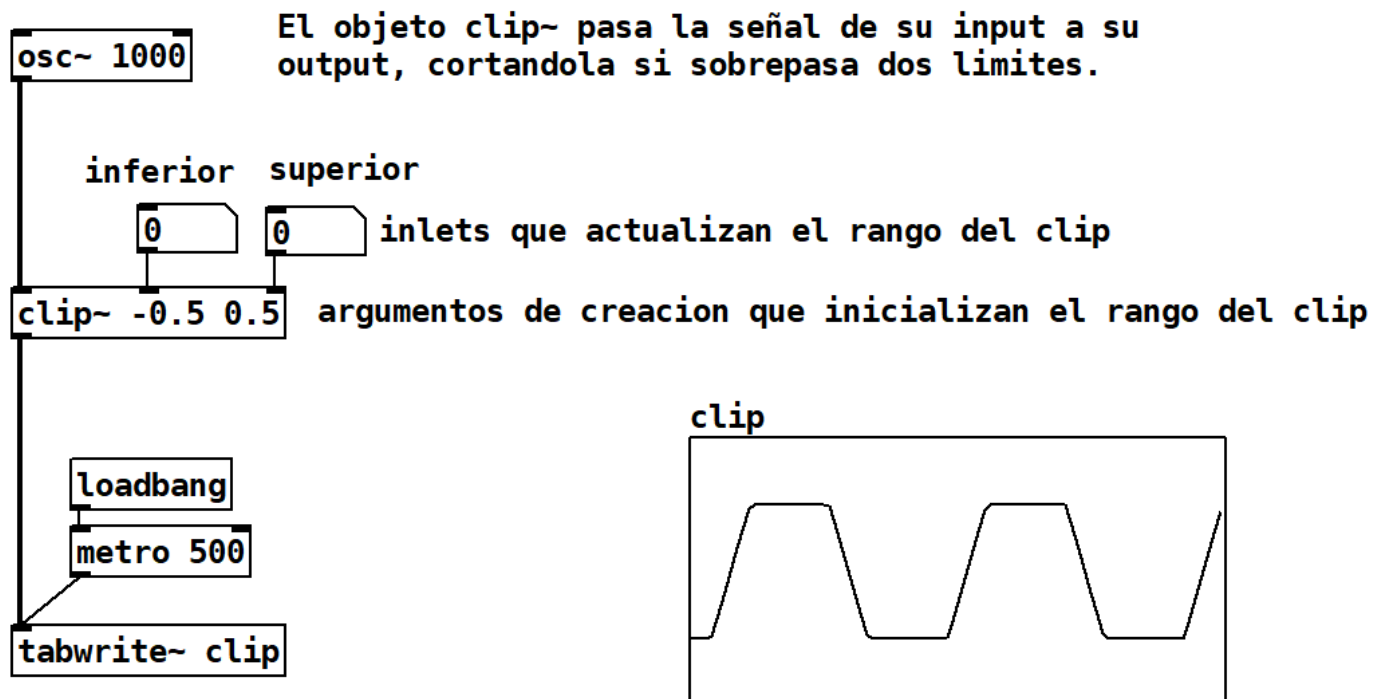 osc~ 1000
El objeto clip~ pasa la señal de su input a su
output, cortandola si sobrepasa dos limites.
inferior superior
0 0 inlets que actualizan el rango del clip
clip~ -0.5 0.5 argumentos de creacion que inicializan el rango del clip
clip
loadbang
metro 500
tabwrite~ clip